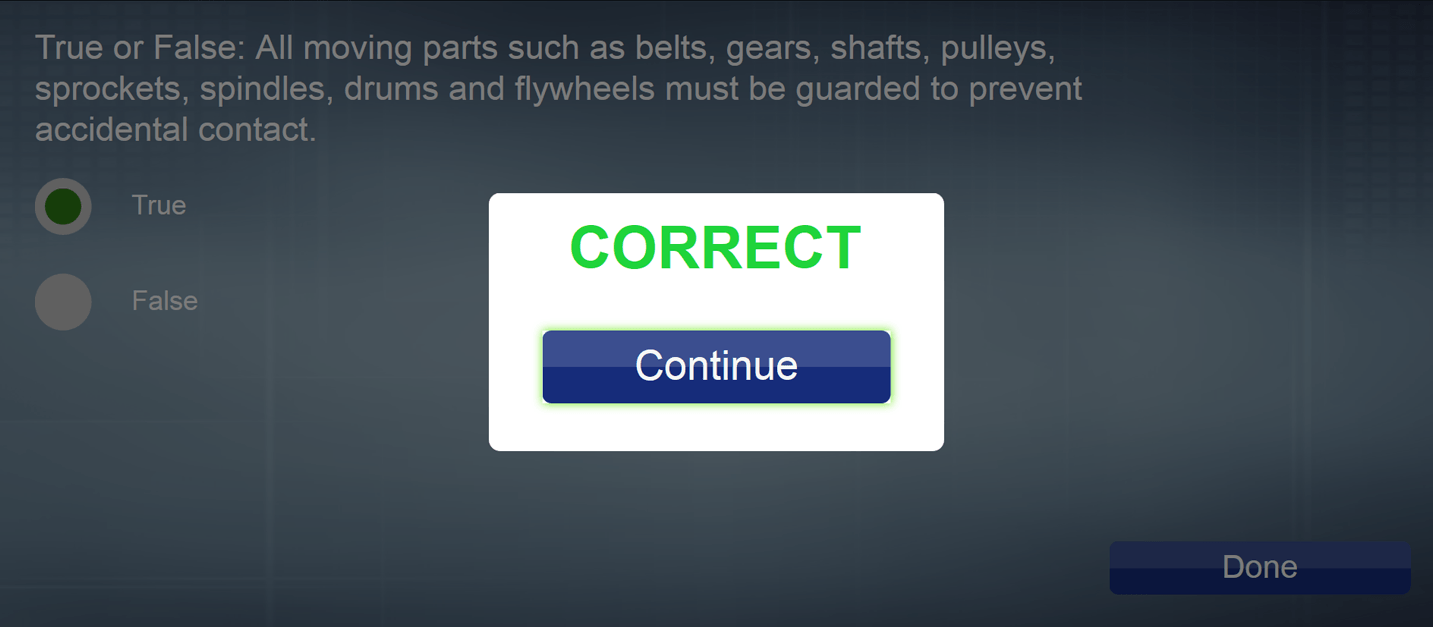 True or False: All moving parts such as belts, gears, shafts, pulleys,
sprockets, spindles, drums and flywheels must be guarded to prevent
accidental contact.
True
False
CORRECT
Continue
Done